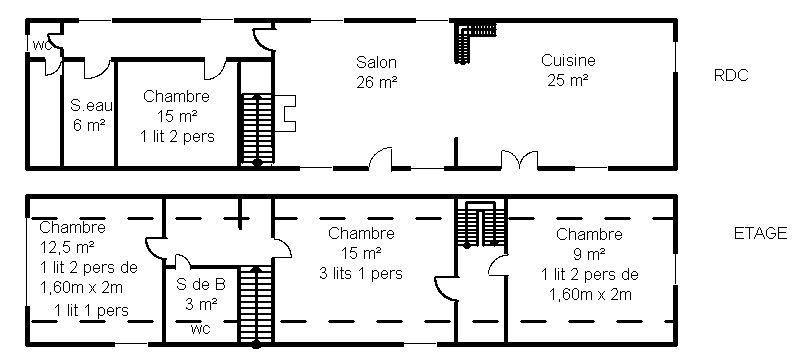 wc
S.eau
6 m²
Chambre
15 m²
1 lit 2 pers
Salon
26 m²
Cuisine
25 m²
RDC
Chambre
12,5 m²
1 lit 2 pers de
1,60m x 2m
1 lit 1 pers
S de B
3 m²
wc
Chambre
15 m²
3 lits 1 pers
Chambre
9 m²
1 lit 2 pers de
1,60m x 2m
ETAGE